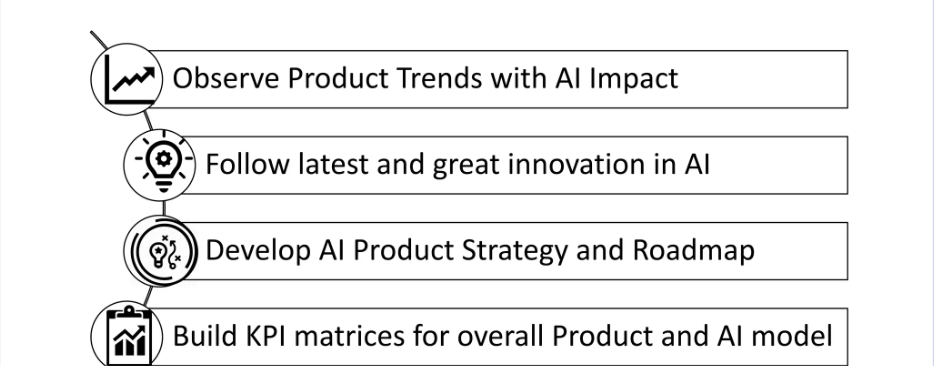 Observe Product Trends with AI Impact
Follow latest and great innovation in AI
Develop AI Product Strategy and Roadmap
Build KPI matrices for overall Product and AI model